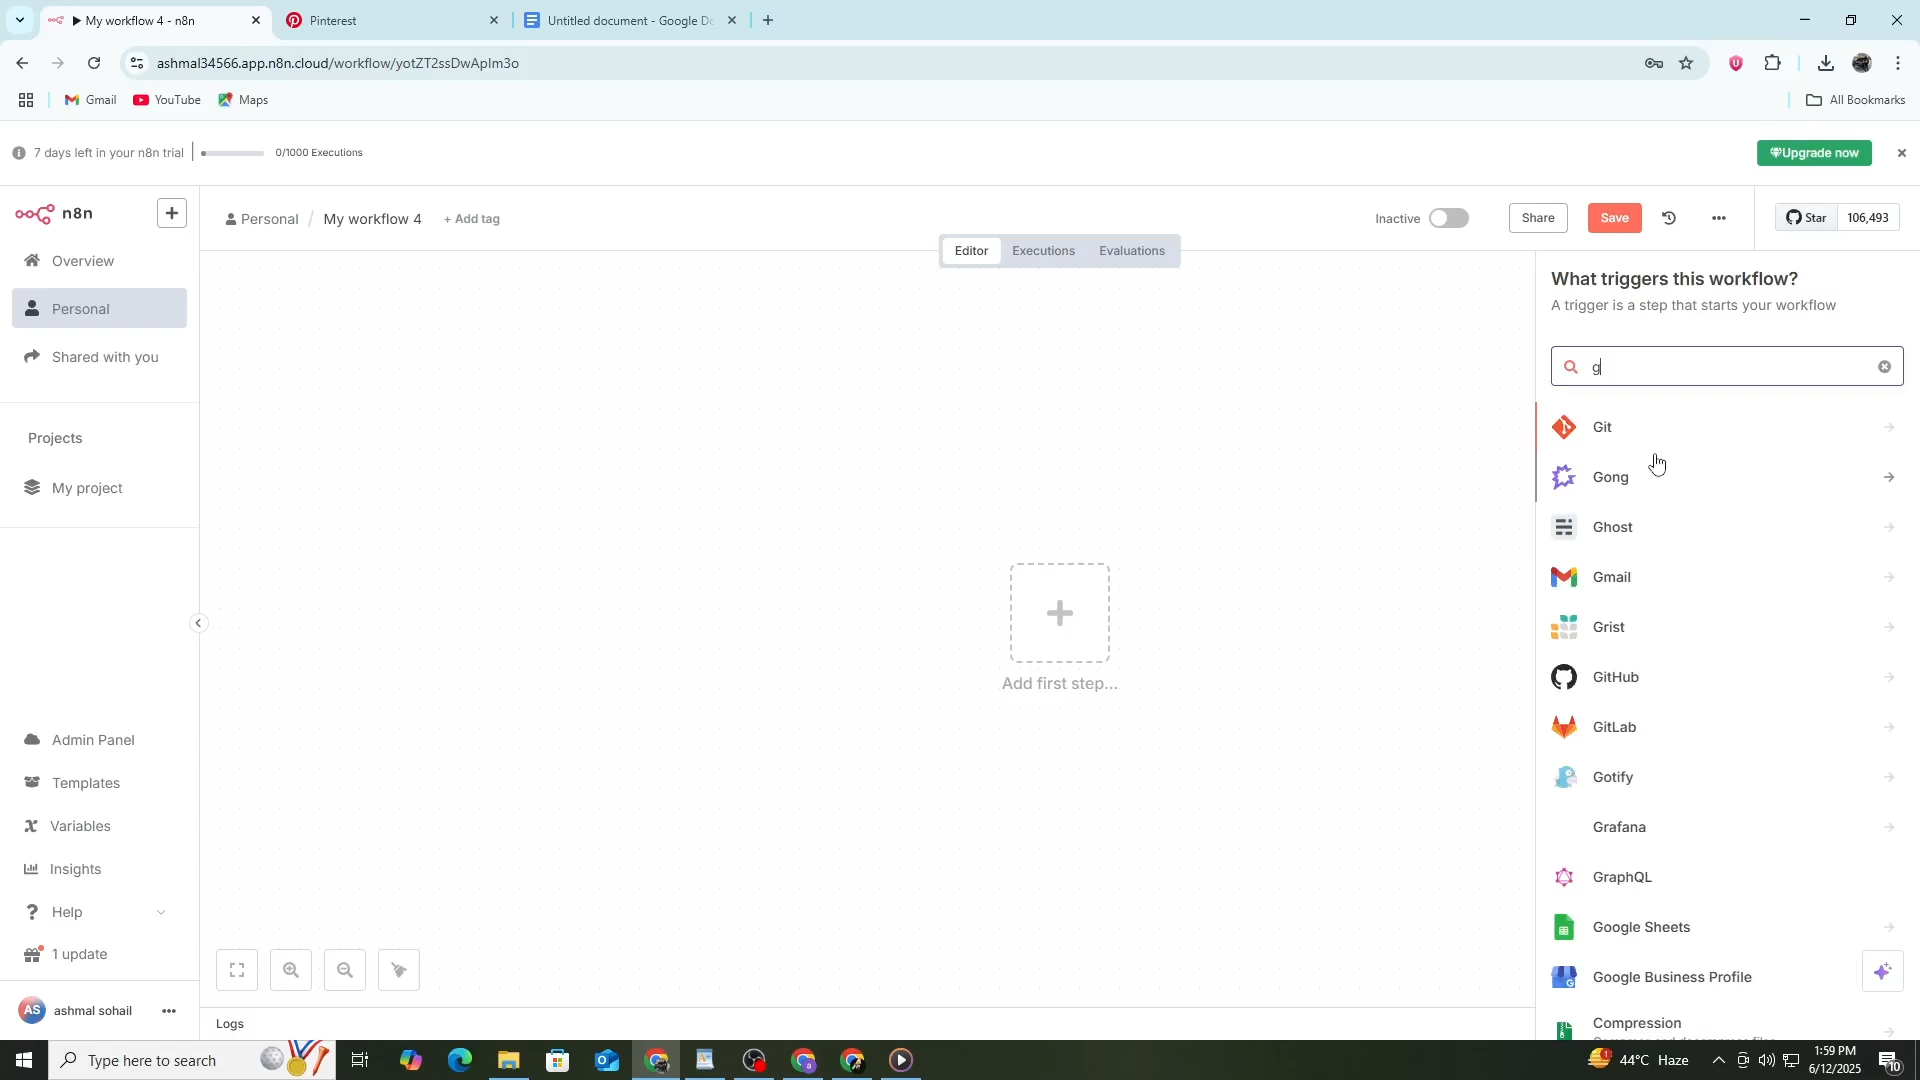 My workflow 4 - n8n
Pinterest
Untitled document - Google Do
ashmal34566.app.n8n.cloud/workflow/yotZT2ssDwApIm3o
Gmail
YouTube
Maps
All Bookmarks
7 days left in your n8n trial
0/1000 Executions
Upgrade now
n8n
Personal / My workflow 4
+ Add tag
Inactive
Share
Save
Star
106,493
Editor
Executions
Evaluations
Overview
Personal
Shared with you
Projects
My project
Admin Panel
Templates
Variables
Insights
Help
1 update
AS
ashmal sohail
Add first step...
Logs
What triggers this workflow?
A trigger is a step that starts your workflow
g
Git
Gong
Ghost
Gmail
Grist
GitHub
GitLab
Gotify
Grafana
GraphQL
Google Sheets
Google Business Profile
Compression
Type here to search
44°C Haze
1:59 PM
6/12/2025
10